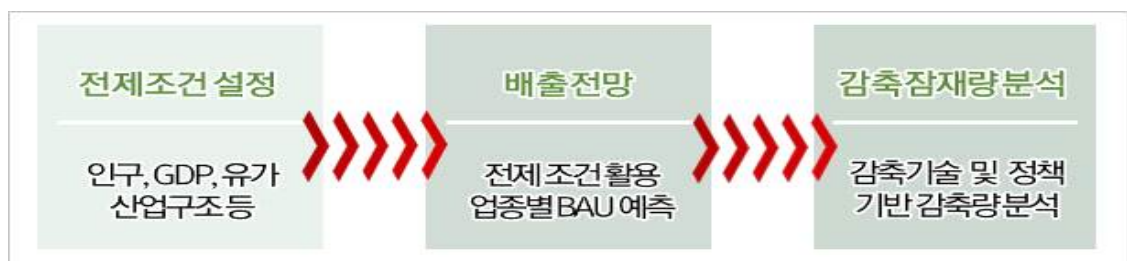 전제조건 설정
인구, GDP, 유가
산업구조 등
배출전망
전제 조건 활용
업종별 BAU 예측
감축잠재량 분석
감축기술 및 정책
기반 감축량 분석